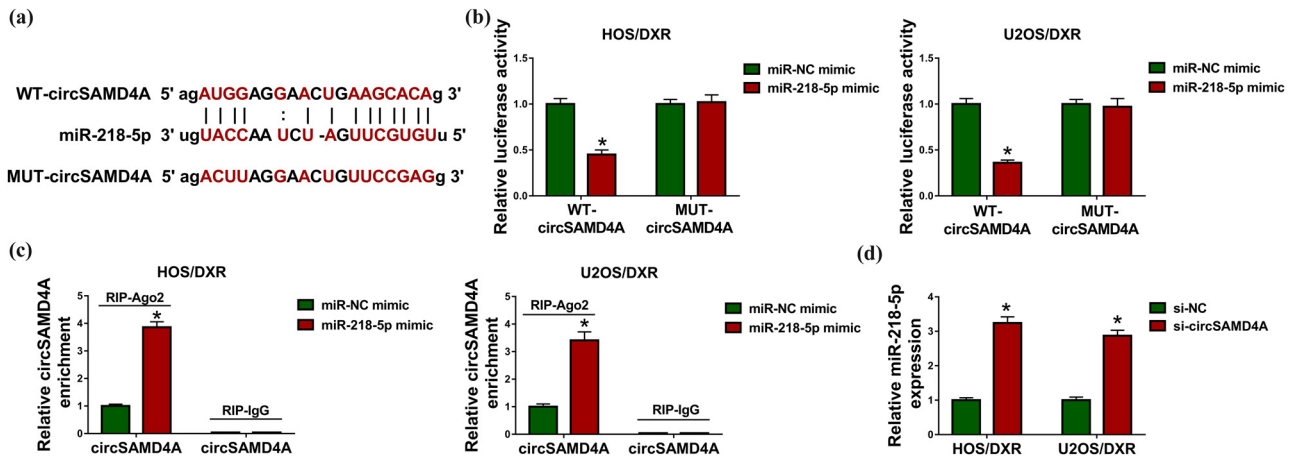 (a)
WT-circSAMD4A 5' agAUGGAGGAACUGAAGCACAg 3'
| | | | : | | | | | | | | |
miR-218-5p 3' ugUACCAA UCU -AGUUCGUGUu 5'
MUT-circSAMD4A 5' agACUUAGGAACUGUUCCGAGg 3'
(b)
HOS/DXR
Relative luciferase activity
1.5
1.0
0.5
0.0
*
WT-circSAMD4A
MUT-circSAMD4A
miR-NC mimic
miR-218-5p mimic
U2OS/DXR
Relative luciferase activity
1.5
1.0
0.5
0.0
*
WT-circSAMD4A
MUT-circSAMD4A
miR-NC mimic
miR-218-5p mimic
(c)
HOS/DXR
Relative circSAMD4A enrichment
5
4
3
2
1
0
RIP-Ago2
*
RIP-IgG
circSAMD4A
circSAMD4A
miR-NC mimic
miR-218-5p mimic
U2OS/DXR
Relative circSAMD4A enrichment
5
4
3
2
1
0
RIP-Ago2
*
RIP-IgG
circSAMD4A
circSAMD4A
miR-NC mimic
miR-218-5p mimic
(d)
Relative miR-218-5p expression
4
3
2
1
0
*
*
HOS/DXR
U2OS/DXR
si-NC
si-circSAMD4A